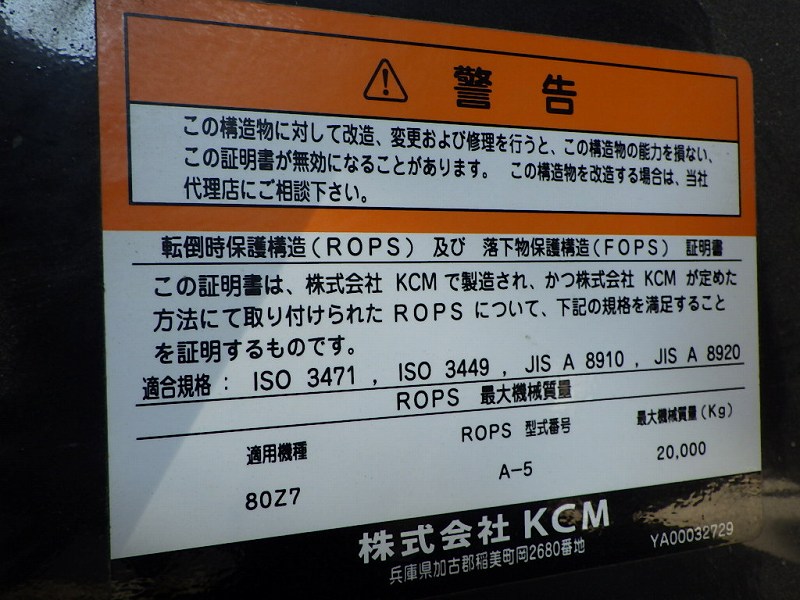 警告
この構造物に対して改造、変更および修理を行うと、この構造物の能力を損ない、
この証明書が無効になることがあります。 この構造物を改造する場合は、当社
代理店にご相談下さい。
転倒時保護構造（ROPS）及び 落下物保護構造（FOPS） 証明書
この証明書は、株式会社 KCM で製造され、かつ株式会社 KCM が定めた
方法にて取り付けられた ROPS について、下記の規格を満足すること
を証明するものです。
適合規格： ISO 3471 , ISO 3449 , JIS A 8910 , JIS A 8920
ROPS 最大機械質量
適用機種 ROPS 型式番号 最大機械質量（Kg）
80Z7 A-5 20,000
株式会社 KCM
兵庫県加古郡稲美町岡2680番地 YA00032729